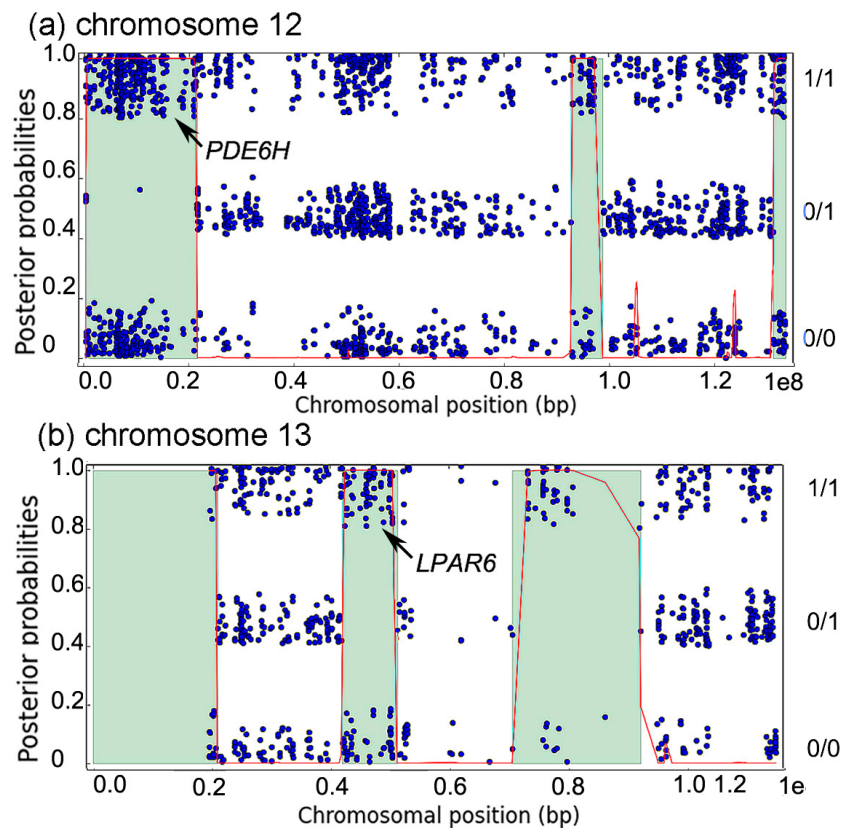 (a) chromosome 12
Posterior probabilities
1.0
0.8
0.6
0.4
0.2
0
1/1
0/1
0/0
PDE6H
0.0 0.2 0.4 0.6 0.8 1.0 1.2 1e8
Chromosomal position (bp)
(b) chromosome 13
Posterior probabilities
1.0
0.8
0.6
0.4
0.2
0
1/1
0/1
0/0
LPAR6
0.0 0.2 0.4 0.6 0.8 1.0 1.2 1e
Chromosomal position (bp)